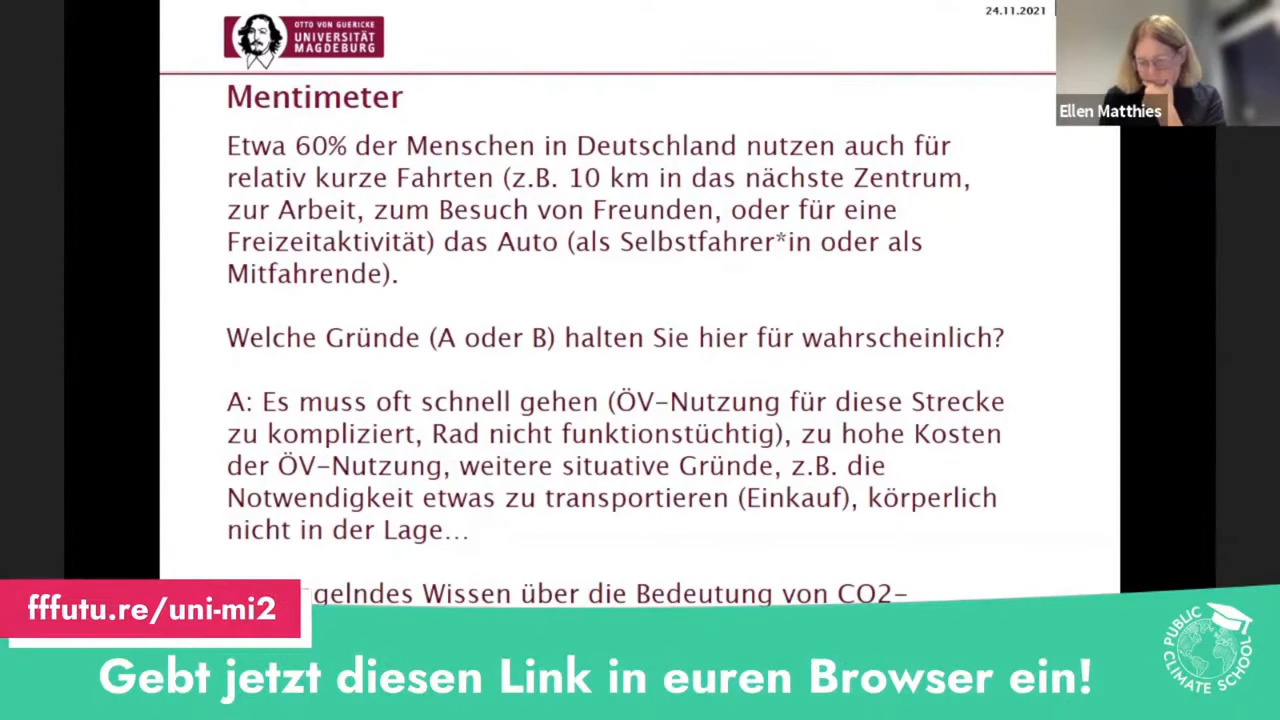 24.11.2021
OTTO VON GUERICKE
UNIVERSITÄT
MAGDEBURG
Mentimeter
Ellen Matthies
Etwa 60% der Menschen in Deutschland nutzen auch für
relativ kurze Fahrten (z.B. 10 km in das nächste Zentrum,
zur Arbeit, zum Besuch von Freunden, oder für eine
Freizeitaktivität) das Auto (als Selbstfahrer*in oder als
Mitfahrende).
Welche Gründe (A oder B) halten Sie hier für wahrscheinlich?
A: Es muss oft schnell gehen (ÖV-Nutzung für diese Strecke
zu kompliziert, Rad nicht funktionstüchtig), zu hohe Kosten
der ÖV-Nutzung, weitere situative Gründe, z.B. die
Notwendigkeit etwas zu transportieren (Einkauf), körperlich
nicht in der Lage...
gelndes Wissen über die Bedeutung von CO2-
fffutu.re/uni-mi2
Gebt jetzt diesen Link in euren Browser ein!
PUBLIC
CLIMATE SCHOOL